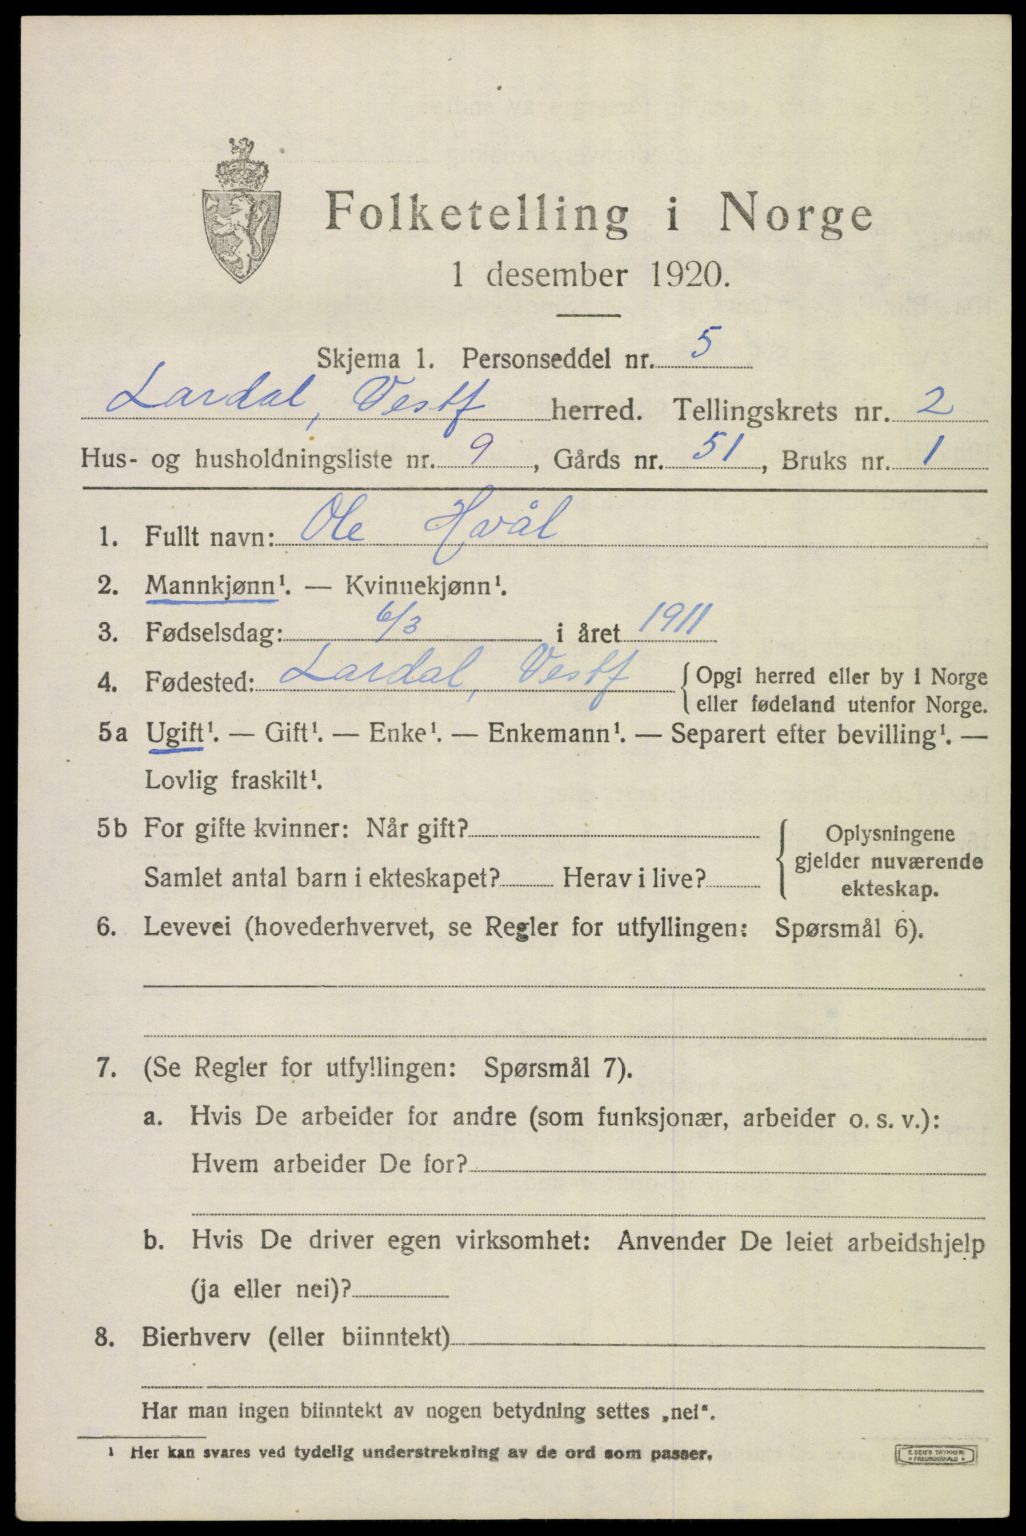 Folketelling i Norge
1 desember 1920.
Skjema 1. Personseddel nr. 5
Lardal, Vestf herred. Tellingskrets nr. 2
Hus- og husholdningsliste nr. 9, Gårds nr. 51, Bruks nr. 1
1. Fullt navn: Ole Hvål
2. Mannkjønn¹. — Kvinnekjønn¹.
3. Fødselsdag: 6/3 i året 1911
4. Fødested: Lardal, Vestf { Opgi herred eller by i Norge
eller fødeland utenfor Norge.
5a Ugift¹. — Gift¹. — Enke¹. — Enkemann¹. — Separert efter bevilling¹. —
Lovlig fraskilt¹.
5b For gifte kvinner: Når gift?
Samlet antal barn i ekteskapet? Herav i live?
{ Oplysningene
gjelder nuværende
ekteskap.
6. Levevei (hovederhvervet, se Regler for utfyllingen: Spørsmål 6).
7. (Se Regler for utfyllingen: Spørsmål 7).
a. Hvis De arbeider for andre (som funksjonær, arbeider o. s. v.):
Hvem arbeider De for?
b. Hvis De driver egen virksomhet: Anvender De leiet arbeidshjelp
(ja eller nei)?
8. Bierhverv (eller biinntekt)
Har man ingen biinntekt av nogen betydning settes „nei".
¹ Her kan svares ved tydelig understrekning av de ord som passer.